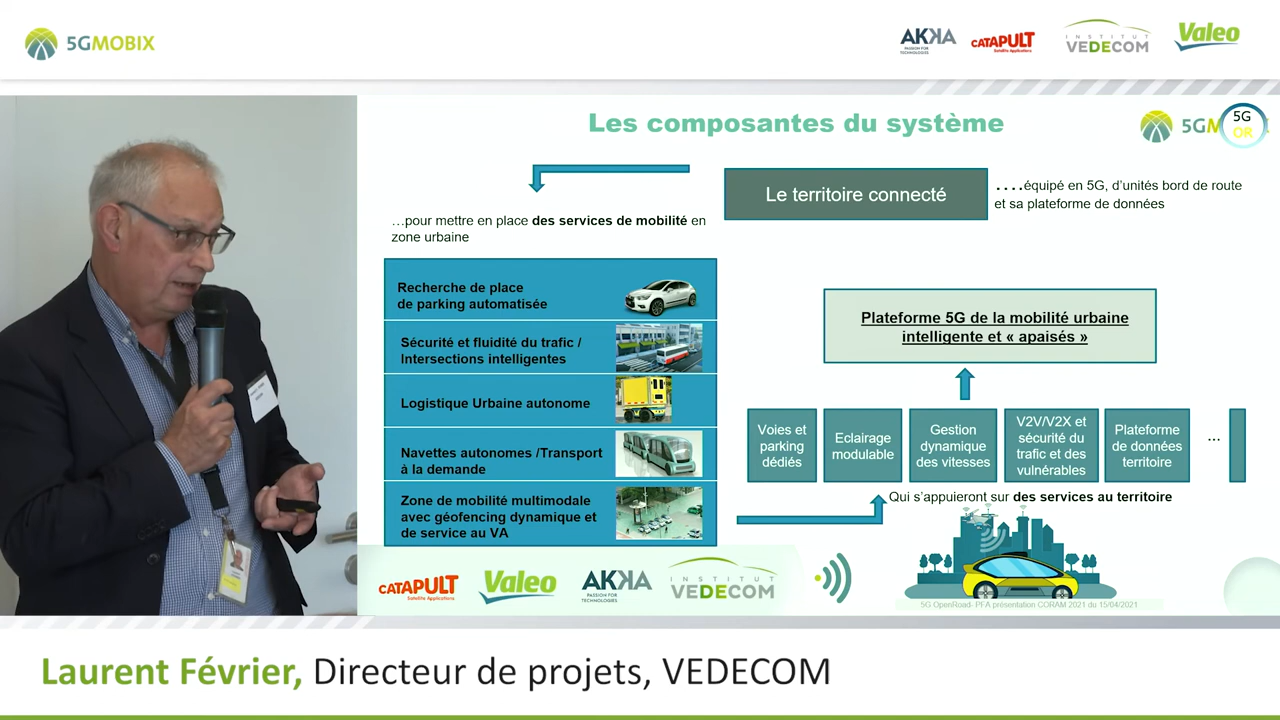 5GMOBIX
AKKA
PASSION FOR
TECHNOLOGIES
CATAPULT
Satellite Applications
INSTITUT
VEDECOM
Valeo
Les composantes du système
5GM
5G
OR
Le territoire connecté
....équipé en 5G, d'unités bord de route
et sa plateforme de données
…pour mettre en place des services de mobilité en
zone urbaine
Recherche de place
de parking automatisée
Sécurité et fluidité du trafic /
Intersections intelligentes
Logistique Urbaine autonome
Navettes autonomes /Transport
à la demande
Zone de mobilité multimodale
avec géofencing dynamique et
de service au VA
Plateforme 5G de la mobilité urbaine
intelligente et « apaisés »
Voies et
parking
dédiés
Eclairage
modulable
Gestion
dynamique
des vitesses
V2V/V2X et
sécurité du
trafic et des
vulnérables
Plateforme
de données
territoire
...
Qui s'appuieront sur des services au territoire
CATAPULT
Satellite Applications
Valeo
AKKA
PASSION FOR
TECHNOLOGIES
INSTITUT
VEDECOM
5G OpenRoad- PFA présentation CORAM 2021 du 15/04/2021
Laurent Février, Directeur de projets, VEDECOM